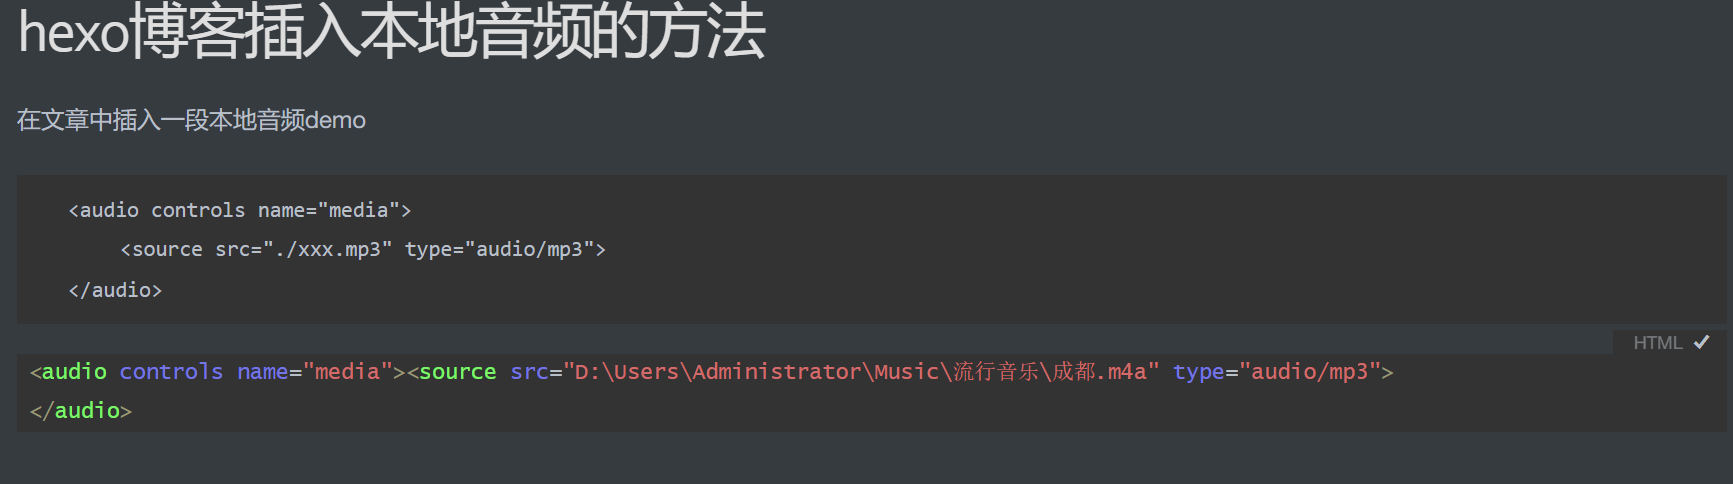 hexo博客插入本地音频的方法
在文章中插入一段本地音频demo
<audio controls name="media">
<source src="./xxx.mp3" type="audio/mp3">
</audio>
HTML
<audio controls name="media"><source src="D:\Users\Administrator\Music\流行音乐\成都.m4a" type="audio/mp3">
</audio>